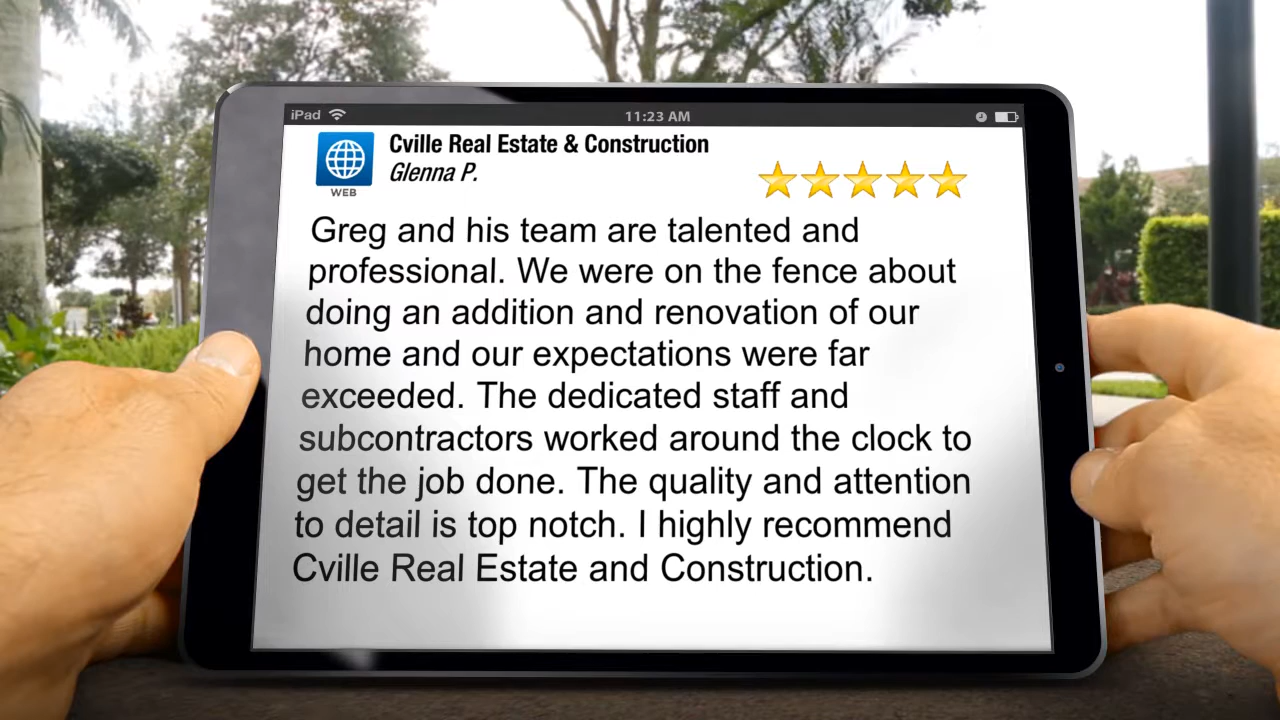 iPad 11:23 AM
Cville Real Estate & Construction
Glenna P.
WEB
Greg and his team are talented and
professional. We were on the fence about
doing an addition and renovation of our
home and our expectations were far
exceeded. The dedicated staff and
subcontractors worked around the clock to
get the job done. The quality and attention
to detail is top notch. I highly recommend
Cville Real Estate and Construction.